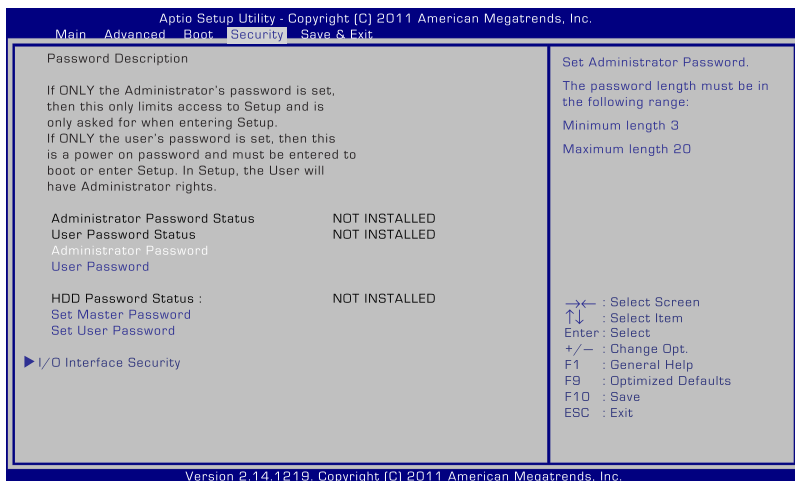 Aptio Setup Utility - Copyright (C) 2011 American Megatrends, Inc.
Main Advanced Boot Security Save & Exit
Password Description
If ONLY the Administrator's password is set,
then this only limits access to Setup and is
only asked for when entering Setup.
If ONLY the user's password is set, then this
is a power on password and must be entered to
boot or enter Setup. In Setup, the User will
have Administrator rights.
Administrator Password Status NOT INSTALLED
User Password Status NOT INSTALLED
Administrator Password
User Password
HDD Password Status : NOT INSTALLED
Set Master Password
Set User Password
▶ I/O Interface Security
Set Administrator Password.
The password length must be in
the following range:
Minimum length 3
Maximum length 20
→← : Select Screen
↑↓ : Select Item
Enter : Select
+/— : Change Opt.
F1 : General Help
F9 : Optimized Defaults
F10 : Save
ESC : Exit
Version 2.14.1219. Copyright (C) 2011 American Megatrends, Inc.